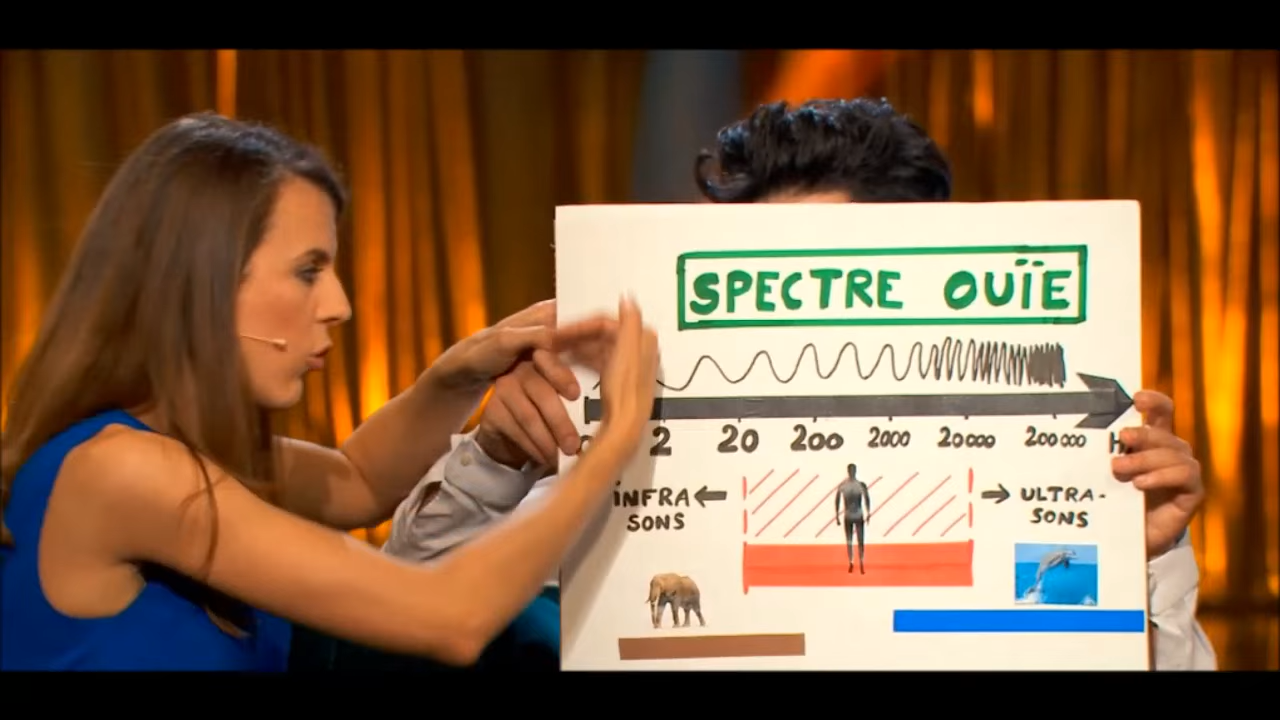 SPECTRE OUÏE
2 20 200 2000 20000 200000
INFRA
SONS
ULTRA-
SONS